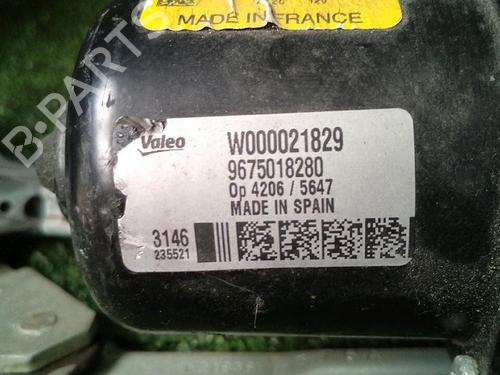 MADE IN FRANCE
Valeo
W000021829
9675018280
Op 4206 / 5647
MADE IN SPAIN
3146
235521
B-PARTS